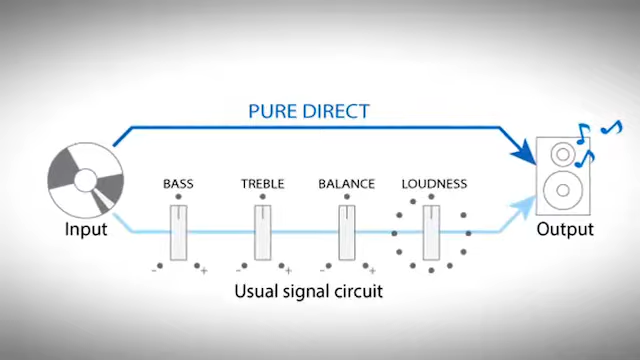 PURE DIRECT
BASS TREBLE BALANCE LOUDNESS
Input
Output
- + - + - +
Usual signal circuit